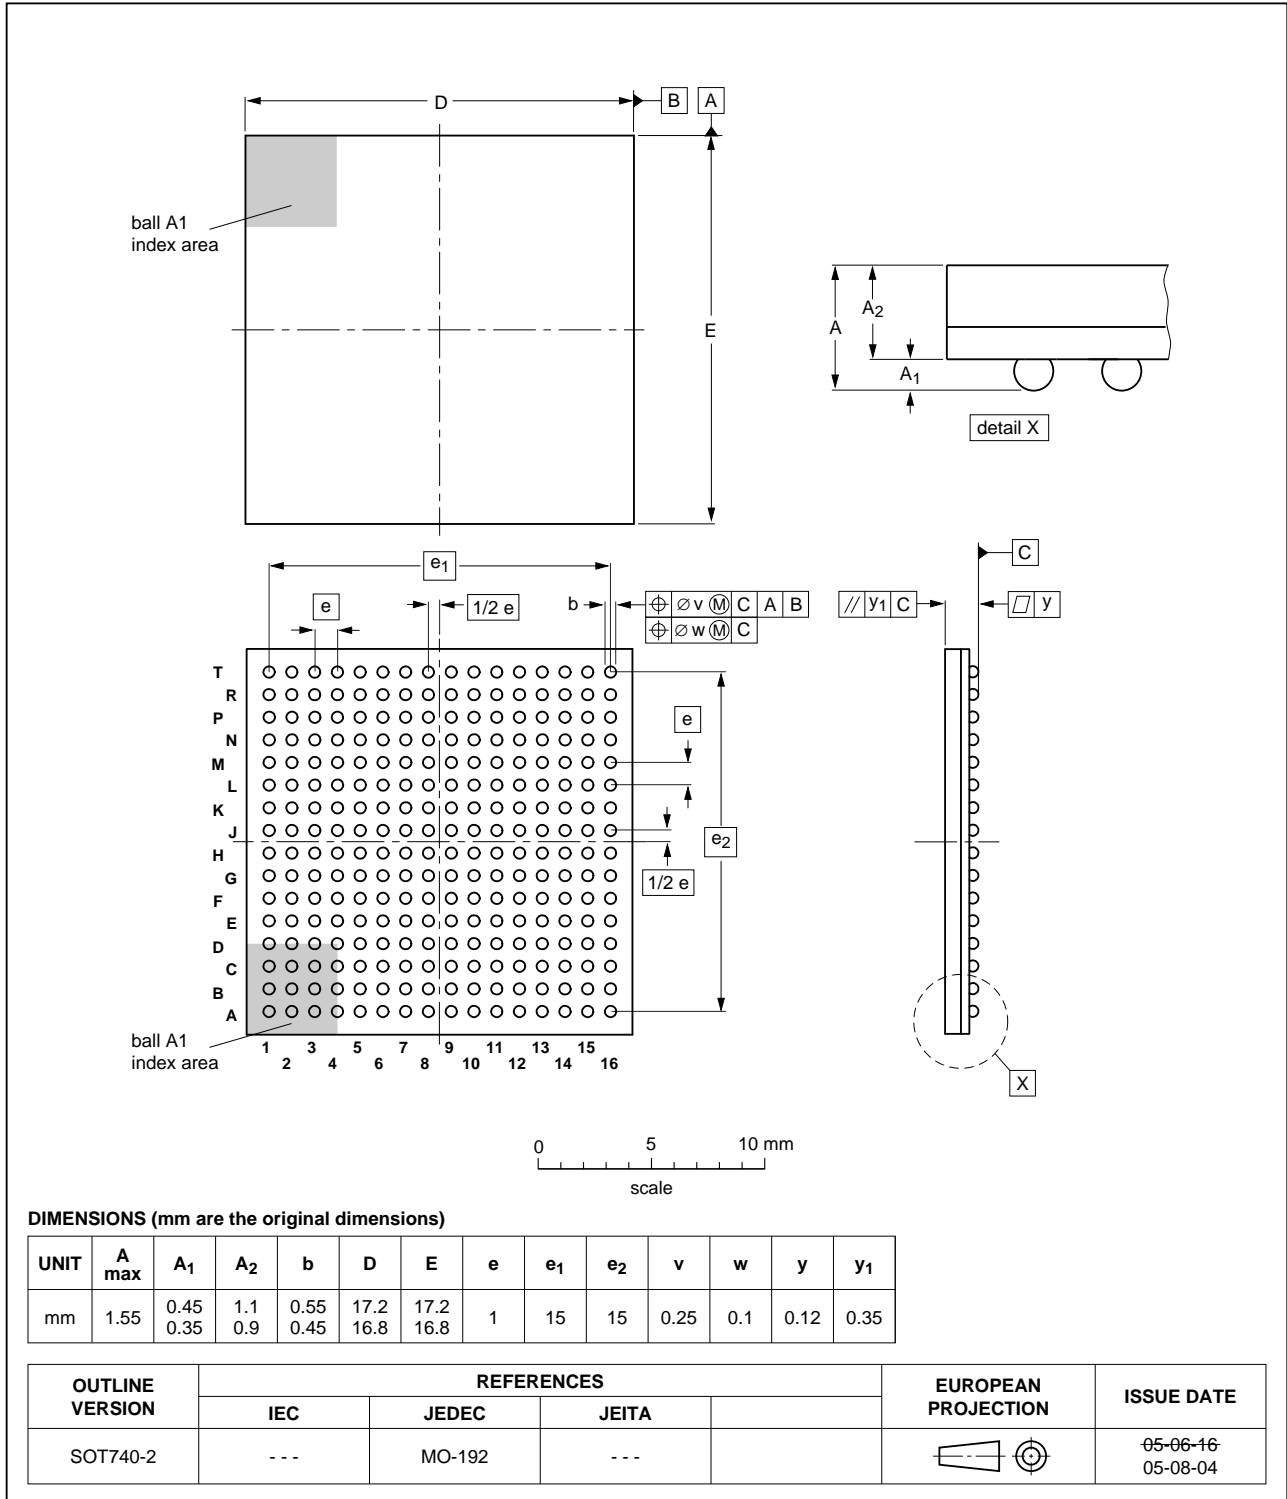 D
B A
ball A1
index area
E
A
A2
A1
detail X
e1
e
1/2 e
b
⌀ v Ⓜ C A B
⌀ w Ⓜ C
C
// y1 C
y
T
R
P
N
M
L
K
J
H
G
F
E
D
C
B
A
e
e2
1/2 e
ball A1
index area
1 3 5 7 9 11 13 15
2 4 6 8 10 12 14 16
X
0 5 10 mm
scale
DIMENSIONS (mm are the original dimensions)
UNIT A max A1 A2 b D E e e1 e2 v w y y1
mm 1.55 0.45 0.35 1.1 0.9 0.55 0.45 17.2 16.8 17.2 16.8 1 15 15 0.25 0.1 0.12 0.35
OUTLINE VERSION REFERENCES EUROPEAN PROJECTION ISSUE DATE
IEC JEDEC JEITA
SOT740-2 - - - MO-192 - - - 05-06-16
05-08-04